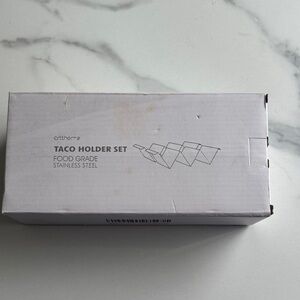 TACO HOLDER SET
FOOD GRADE
STAINLESS STEEL